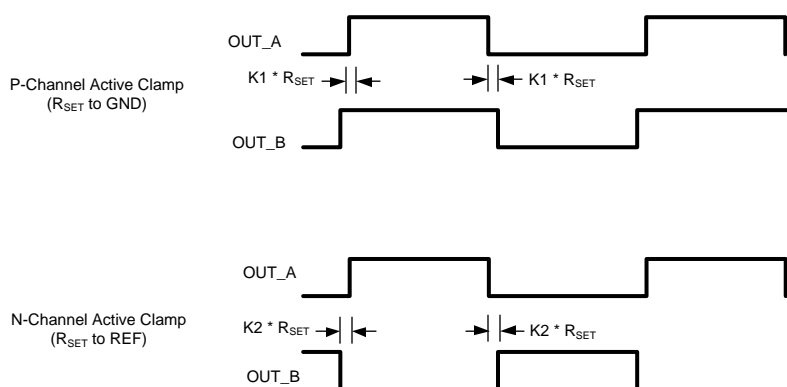 OUT_A
K1 * RSET
K1 * RSET
P-Channel Active Clamp
(RSET to GND)
OUT_B
OUT_A
K2 * RSET
K2 * RSET
N-Channel Active Clamp
(RSET to REF)
OUT_B